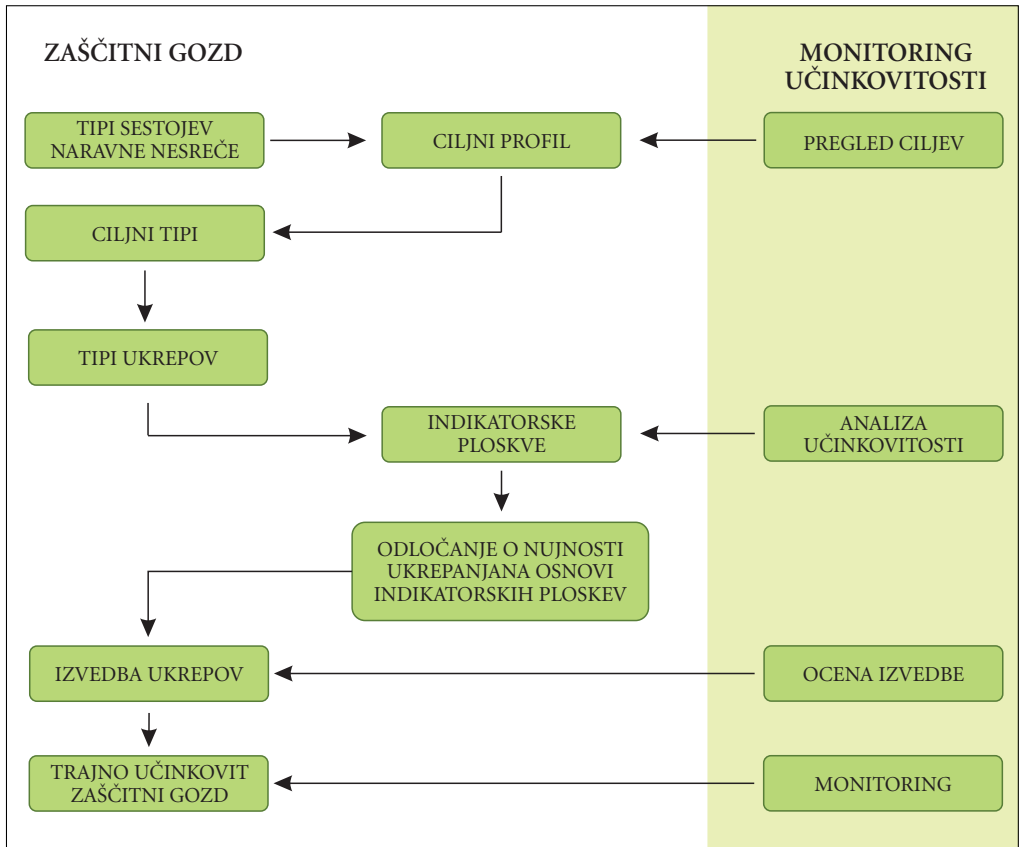 ZAŠČITNI GOZD
MONITORING
UČINKOVITOSTI
TIPI SESTOJEV
NARAVNE NESREČE
CILJNI PROFIL
PREGLED CILJEV
CILJNI TIPI
TIPI UKREPOV
INDIKATORSKE
PLOSKVE
ANALIZA
UČINKOVITOSTI
ODLOČANJE O NUJNOSTI
UKREPANJANA OSNOVI
INDIKATORSKIH PLOSKEV
IZVEDBA UKREPOV
OCENA IZVEDBE
TRAJNO UČINKOVIT
ZAŠČITNI GOZD
MONITORING